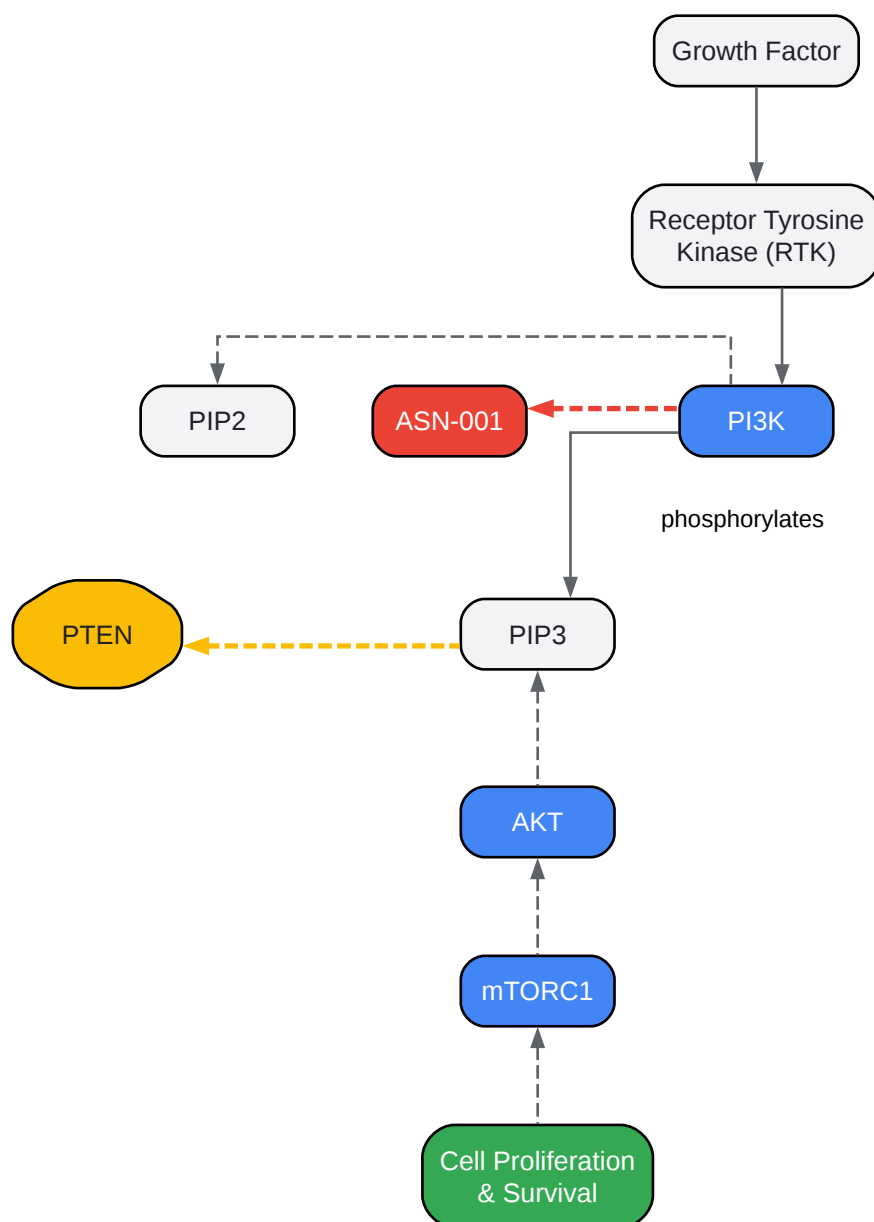 Growth Factor
Receptor Tyrosine
Kinase (RTK)
PIP2
ASN-001
PI3K
phosphorylates
PTEN
PIP3
AKT
mTORC1
Cell Proliferation
& Survival